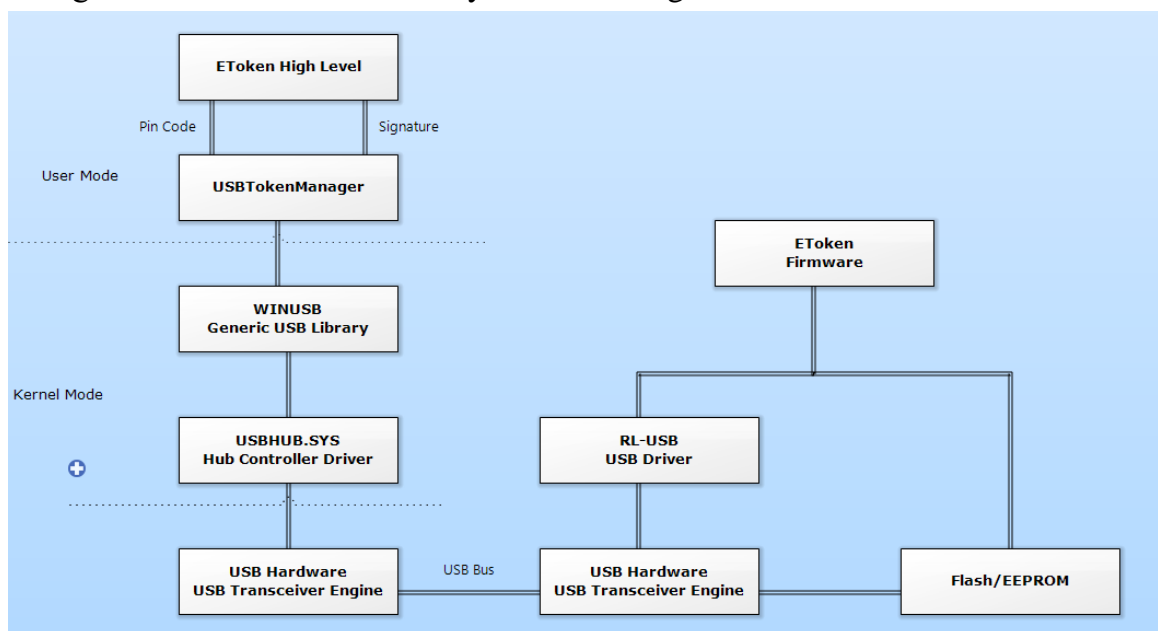 EToken High Level
Pin Code
Signature
User Mode
USBTokenManager
EToken
Firmware
WINUSB
Generic USB Library
Kernel Mode
USBHUB.SYS
Hub Controller Driver
RL-USB
USB Driver
USB Hardware
USB Transceiver Engine
USB Bus
USB Hardware
USB Transceiver Engine
Flash/EEPROM